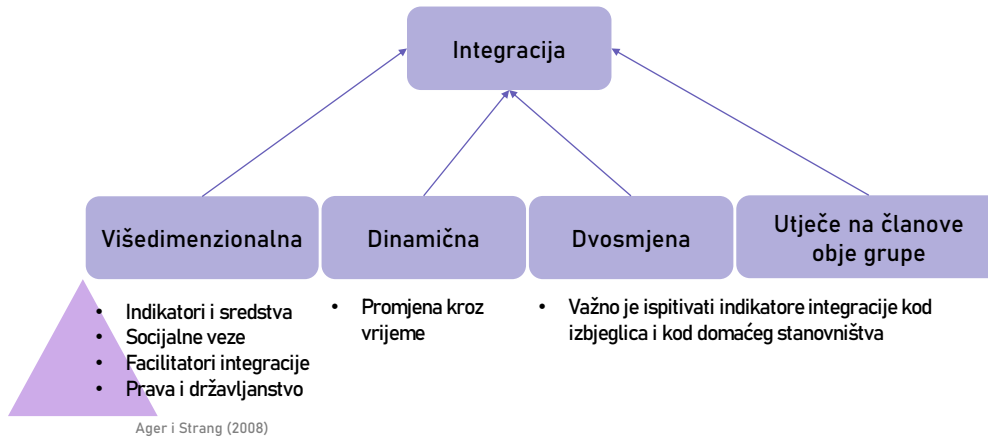 Integracija
Višedimenzionalna
Dinamična
Dvosmjena
Utječe na članove
obje grupe
• Indikatori i sredstva
• Socijalne veze
• Facilitatori integracije
• Prava i državljanstvo
• Promjena kroz
vrijeme
• Važno je ispitivati indikatore integracije kod
izbjeglica i kod domaćeg stanovništva
Ager i Strang (2008)